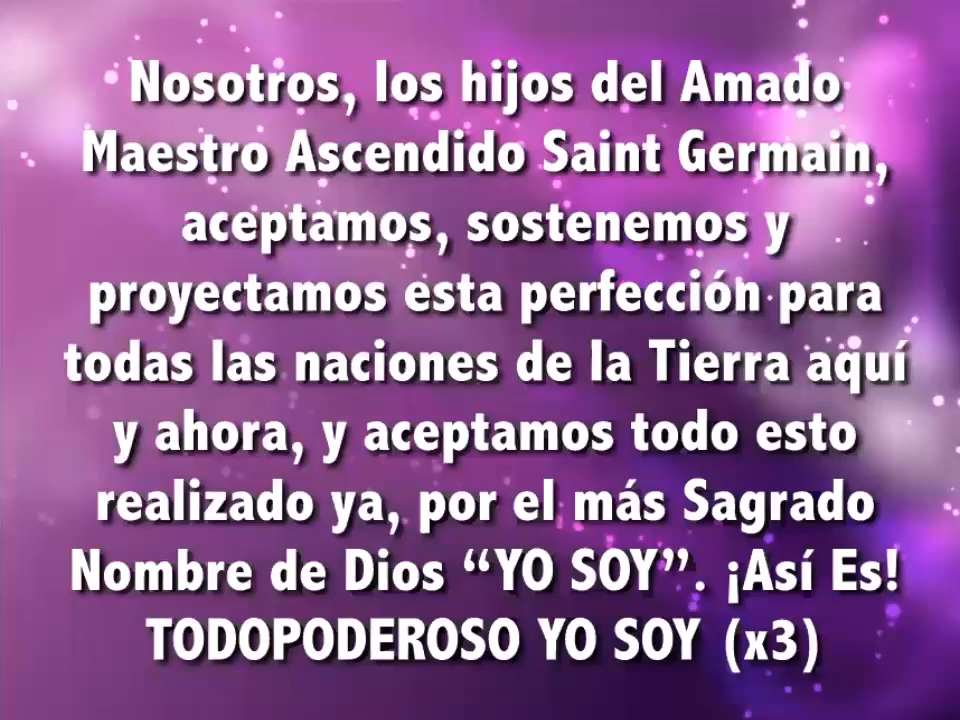 Nosotros, los hijos del Amado
Maestro Ascendido Saint Germain,
aceptamos, sostenemos y
proyectamos esta perfección para
todas las naciones de la Tierra aquí
y ahora, y aceptamos todo esto
realizado ya, por el más Sagrado
Nombre de Dios “YO SOY”. ¡Así Es!
TODOPODEROSO YO SOY (x3)